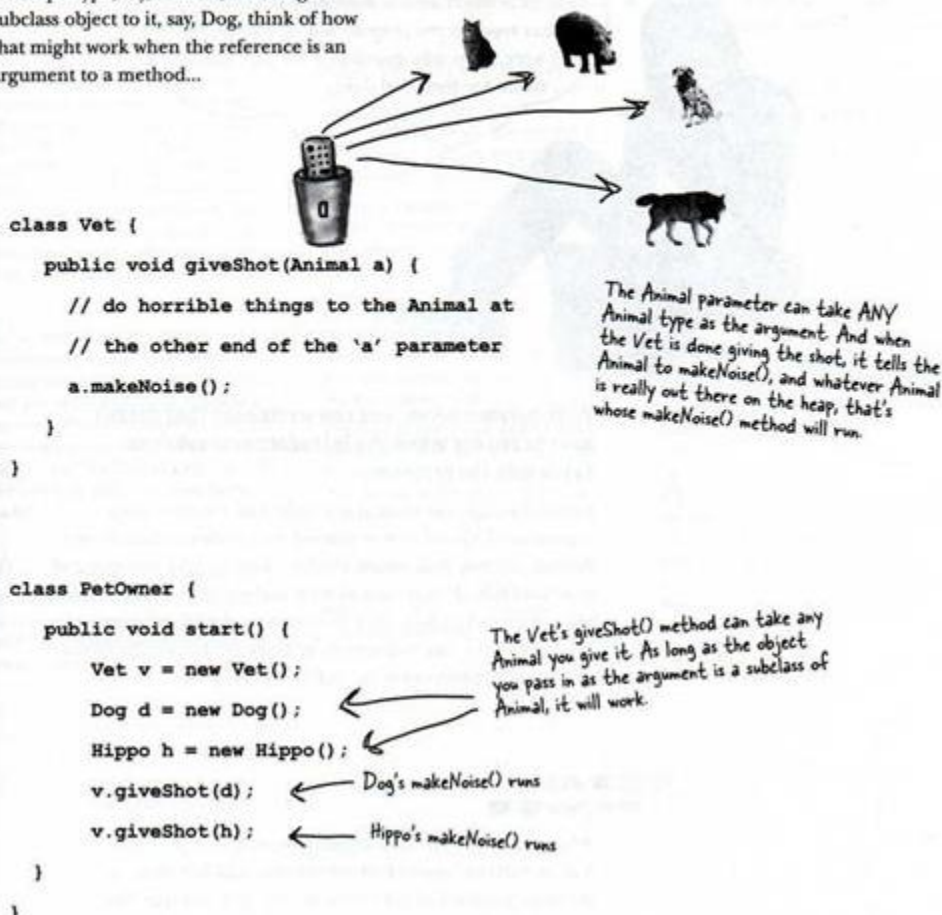 subclass object to it, say, Dog, think of how
that might work when the reference is an
argument to a method...
a
class Vet {
public void giveShot(Animal a) {
// do horrible things to the Animal at
// the other end of the 'a' parameter
a.makeNoise();
}
}
The Animal parameter can take ANY
Animal type as the argument. And when
the Vet is done giving the shot, it tells the
Animal to makeNoise(), and whatever Animal
is really out there on the heap, that's
whose makeNoise() method will run.
class PetOwner {
public void start() {
Vet v = new Vet();
Dog d = new Dog();
Hippo h = new Hippo();
v.giveShot(d);
v.giveShot(h);
}
}
The Vet's giveShot() method can take any
Animal you give it. As long as the object
you pass in as the argument is a subclass of
Animal, it will work.
Dog's makeNoise() runs
Hippo's makeNoise() runs